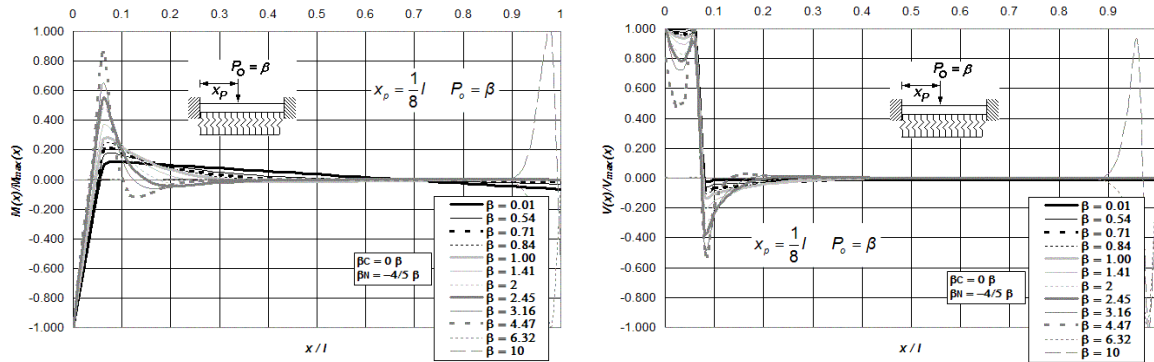 x / l
0 0.1 0.2 0.3 0.4 0.5 0.6 0.7 0.8 0.9 1
M(x)/Mmax(x)
1.000
0.800
0.600
0.400
0.200
0.000
-0.200
-0.400
-0.600
-0.800
-1.000
Po = β
xP
xp = 1/8 l Po = β
βC = 0 β
βN = −4/5 β
β = 0.01
β = 0.54
β = 0.71
β = 0.84
β = 1.00
β = 1.41
β = 2
β = 2.45
β = 3.16
β = 4.47
β = 6.32
β = 10
x / l
0 0.1 0.2 0.3 0.4 0.5 0.6 0.7 0.8 0.9 1
V(x)/Vmax(x)
1.000
0.800
0.600
0.400
0.200
0.000
-0.200
-0.400
-0.600
-0.800
-1.000
Po = β
xP
xp = 1/8 l Po = β
βC = 0 β
βN = −4/5 β
β = 0.01
β = 0.54
β = 0.71
β = 0.84
β = 1.00
β = 1.41
β = 2
β = 2.45
β = 3.16
β = 4.47
β = 6.32
β = 10